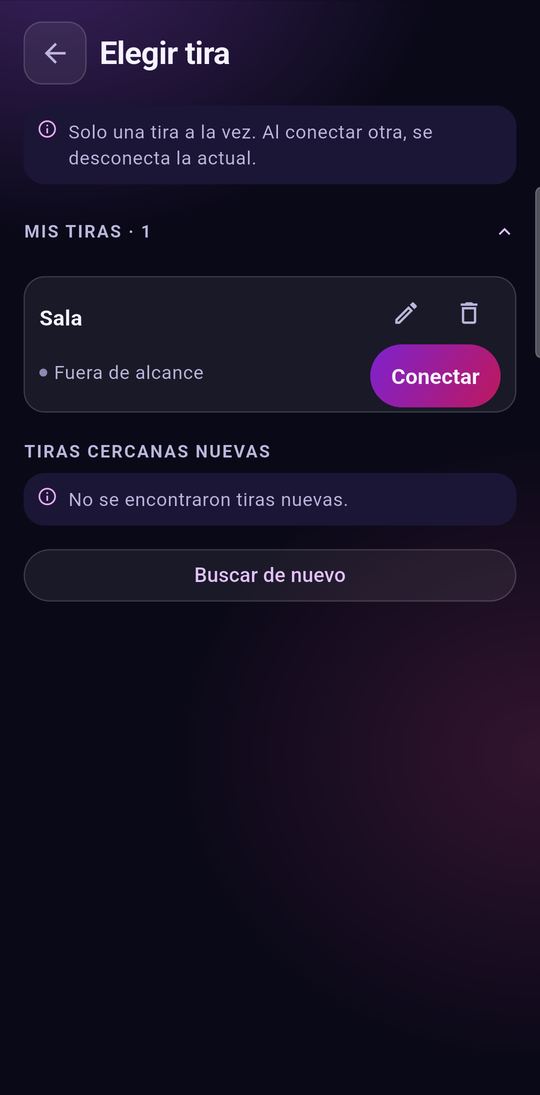 Elegir tira
Solo una tira a la vez. Al conectar otra, se
desconecta la actual.
MIS TIRAS · 1
Sala
Fuera de alcance
Conectar
TIRAS CERCANAS NUEVAS
No se encontraron tiras nuevas.
Buscar de nuevo